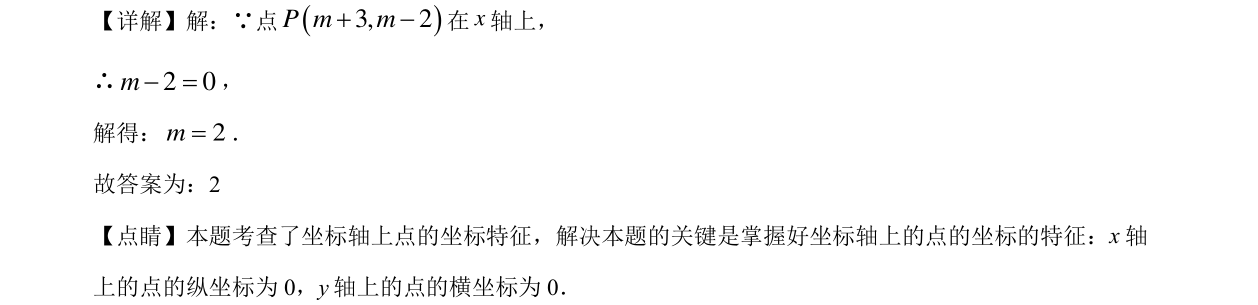 【详解】解：∵点P(m+3,m−2)在 x 轴上，
∴m−2=0，
解得：m=2．
故答案为：2
【点睛】本题考查了坐标轴上点的坐标特征，解决本题的关键是掌握好坐标轴上的点的坐标的特征：x 轴
上的点的纵坐标为 0，y 轴上的点的横坐标为 0．